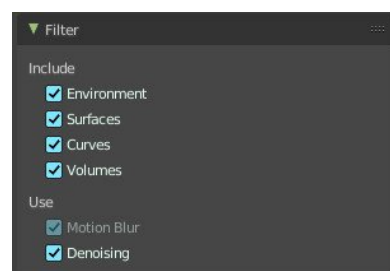 Filter
Include
Environment
Surfaces
Curves
Volumes
Use
Motion Blur
Denoising